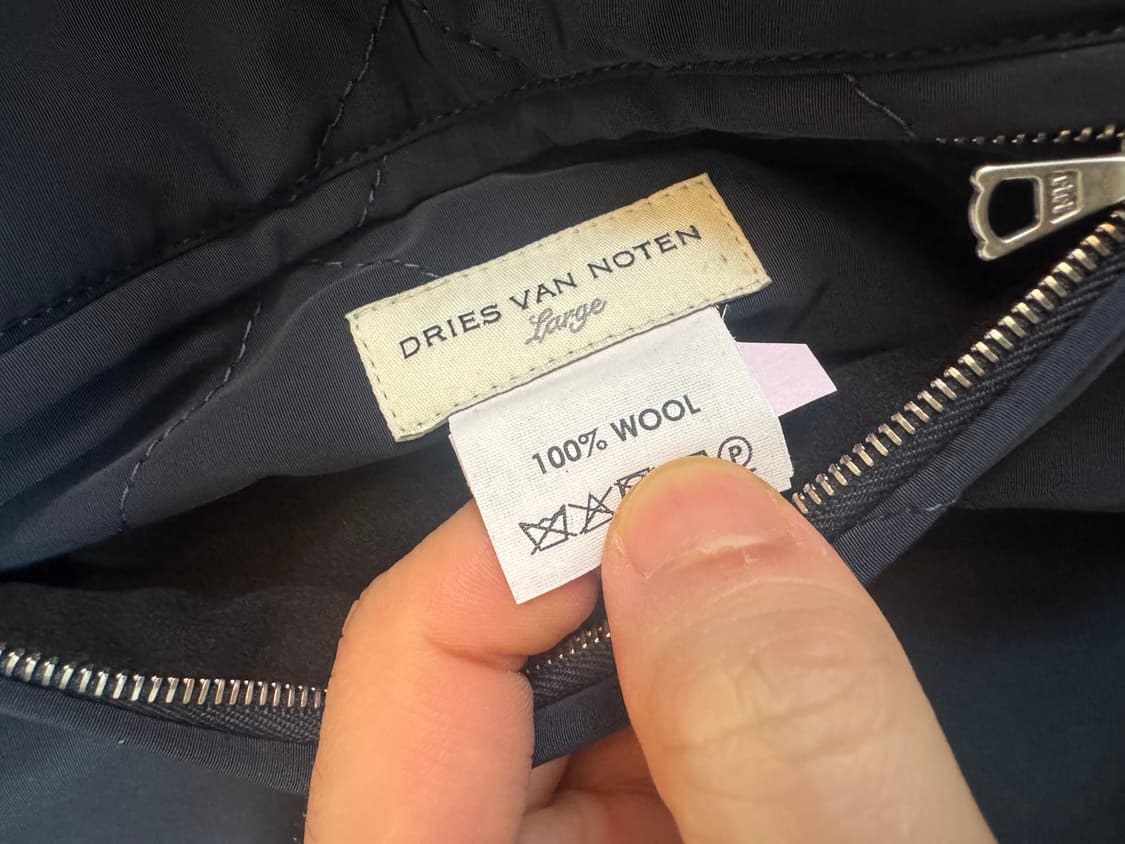 DRIES VAN NOTEN
Large
100% WOOL
P